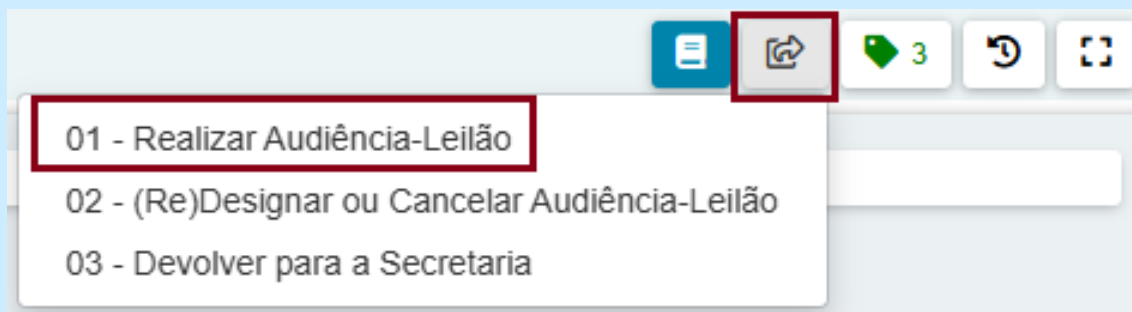 3
01 - Realizar Audiência-Leilão
02 - (Re)Designar ou Cancelar Audiência-Leilão
03 - Devolver para a Secretaria